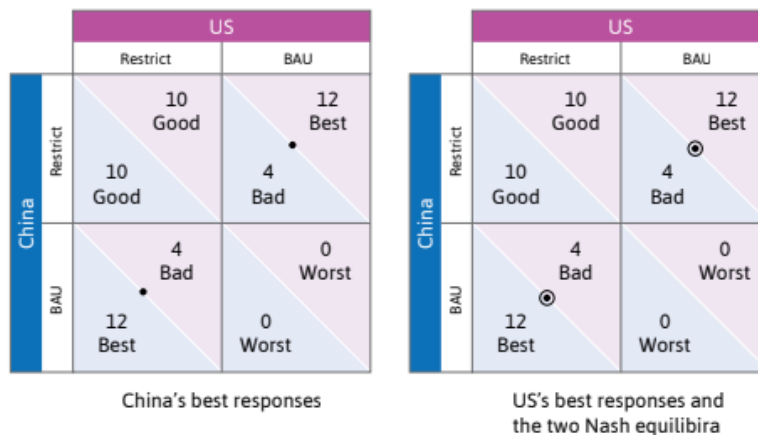 US
Restrict BAU
China
Restrict
10
Good
10
Good
12
Best
4
Bad
BAU
4
Bad
12
Best
0
Worst
0
Worst
China's best responses
US
Restrict BAU
China
Restrict
10
Good
10
Good
12
Best
4
Bad
BAU
4
Bad
12
Best
0
Worst
0
Worst
US's best responses and
the two Nash equilibira